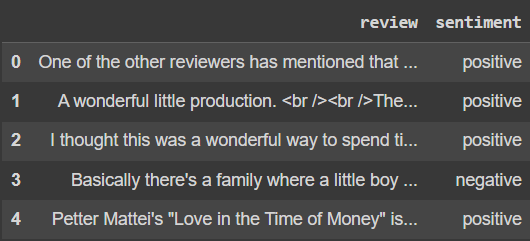 review sentiment
0 One of the other reviewers has mentioned that ... positive
1 A wonderful little production. <br /><br />The... positive
2 I thought this was a wonderful way to spend ti... positive
3 Basically there's a family where a little boy ... negative
4 Petter Mattei's "Love in the Time of Money" is... positive